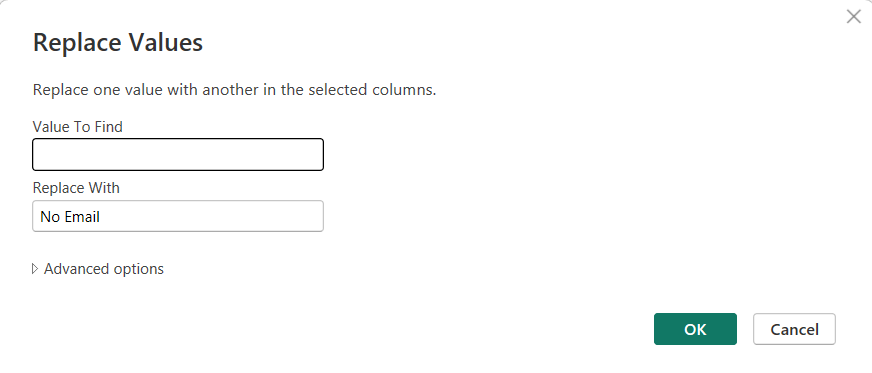 Replace Values
Replace one value with another in the selected columns.
Value To Find
Replace With
No Email
Advanced options
OK
Cancel